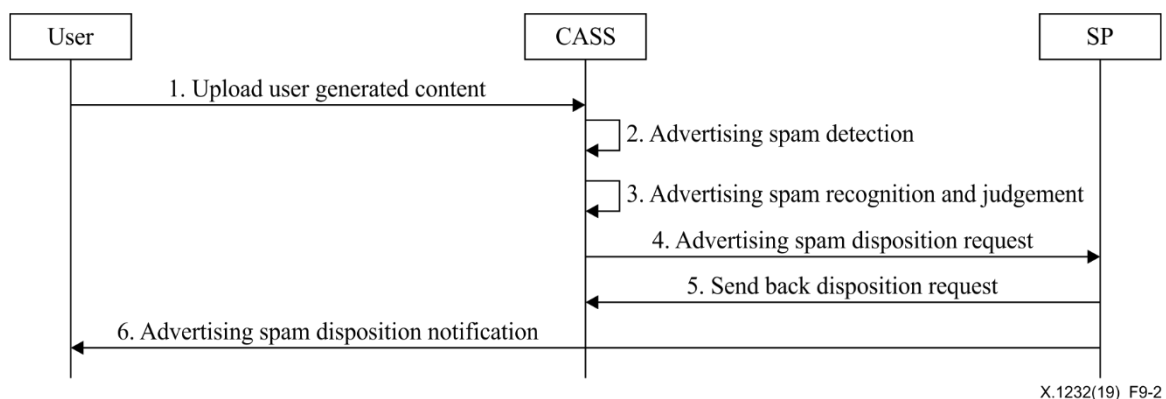 User
CASS
SP
1. Upload user generated content
2. Advertising spam detection
3. Advertising spam recognition and judgement
4. Advertising spam disposition request
5. Send back disposition request
6. Advertising spam disposition notification
X.1232(19)_F9-2